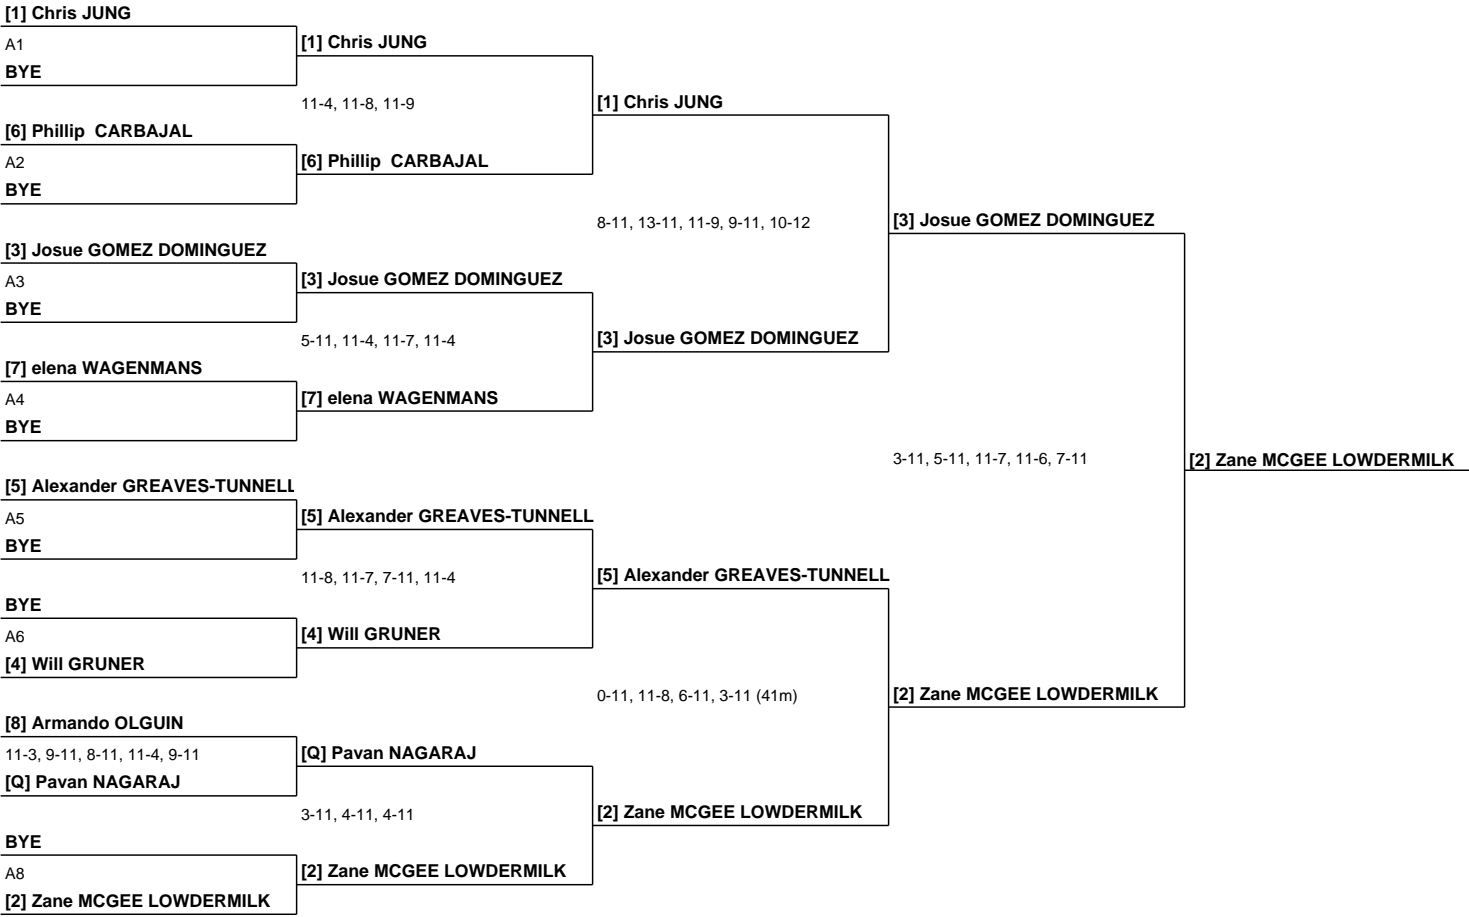 [1] Chris JUNG
A1
BYE
[6] Phillip  CARBAJAL
A2
BYE
[3] Josue GOMEZ DOMINGUEZ
A3
BYE
[7] elena WAGENMANS
A4
BYE
[5] Alexander GREAVES-TUNNELL
A5
BYE
BYE
A6
[4] Will GRUNER
[8] Armando OLGUIN
11-3, 9-11, 8-11, 11-4, 9-11
[Q] Pavan NAGARAJ
BYE
A8
[2] Zane MCGEE LOWDERMILK
[1] Chris JUNG
11-4, 11-8, 11-9
[6] Phillip  CARBAJAL
[3] Josue GOMEZ DOMINGUEZ
5-11, 11-4, 11-7, 11-4
[7] elena WAGENMANS
[5] Alexander GREAVES-TUNNELL
11-8, 11-7, 7-11, 11-4
[4] Will GRUNER
[Q] Pavan NAGARAJ
3-11, 4-11, 4-11
[2] Zane MCGEE LOWDERMILK
[1] Chris JUNG
8-11, 13-11, 11-9, 9-11, 10-12
[3] Josue GOMEZ DOMINGUEZ
[5] Alexander GREAVES-TUNNELL
0-11, 11-8, 6-11, 3-11 (41m)
[2] Zane MCGEE LOWDERMILK
[3] Josue GOMEZ DOMINGUEZ
3-11, 5-11, 11-7, 11-6, 7-11
[2] Zane MCGEE LOWDERMILK
[2] Zane MCGEE LOWDERMILK